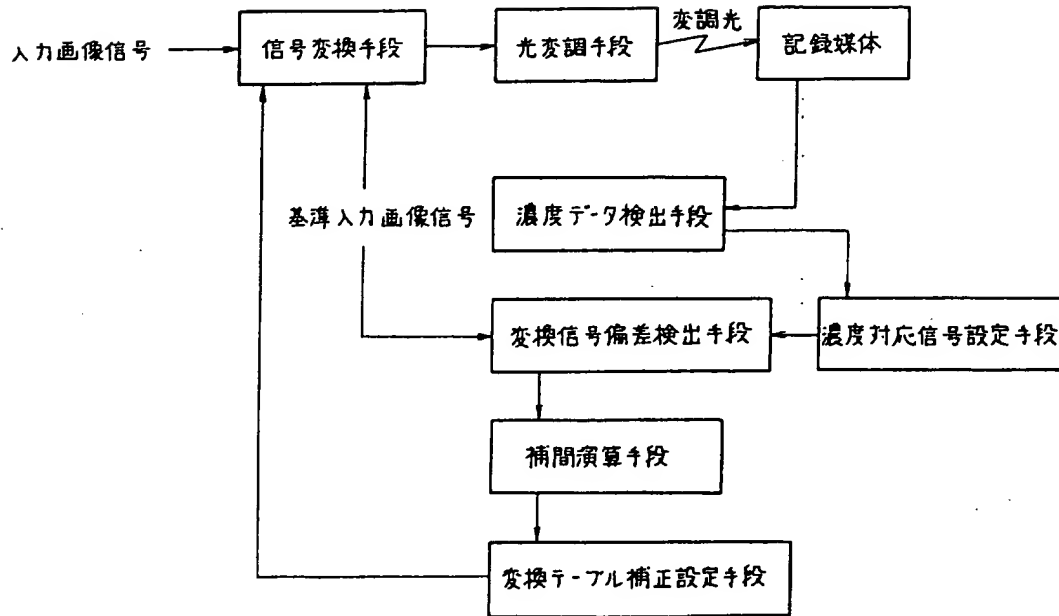 入力画像信号
信号変換手段
光変調手段
変調光
記録媒体
基準入力画像信号
濃度データ検出手段
変換信号偏差検出手段
濃度対応信号設定手段
補間演算手段
変換テーブル補正設定手段